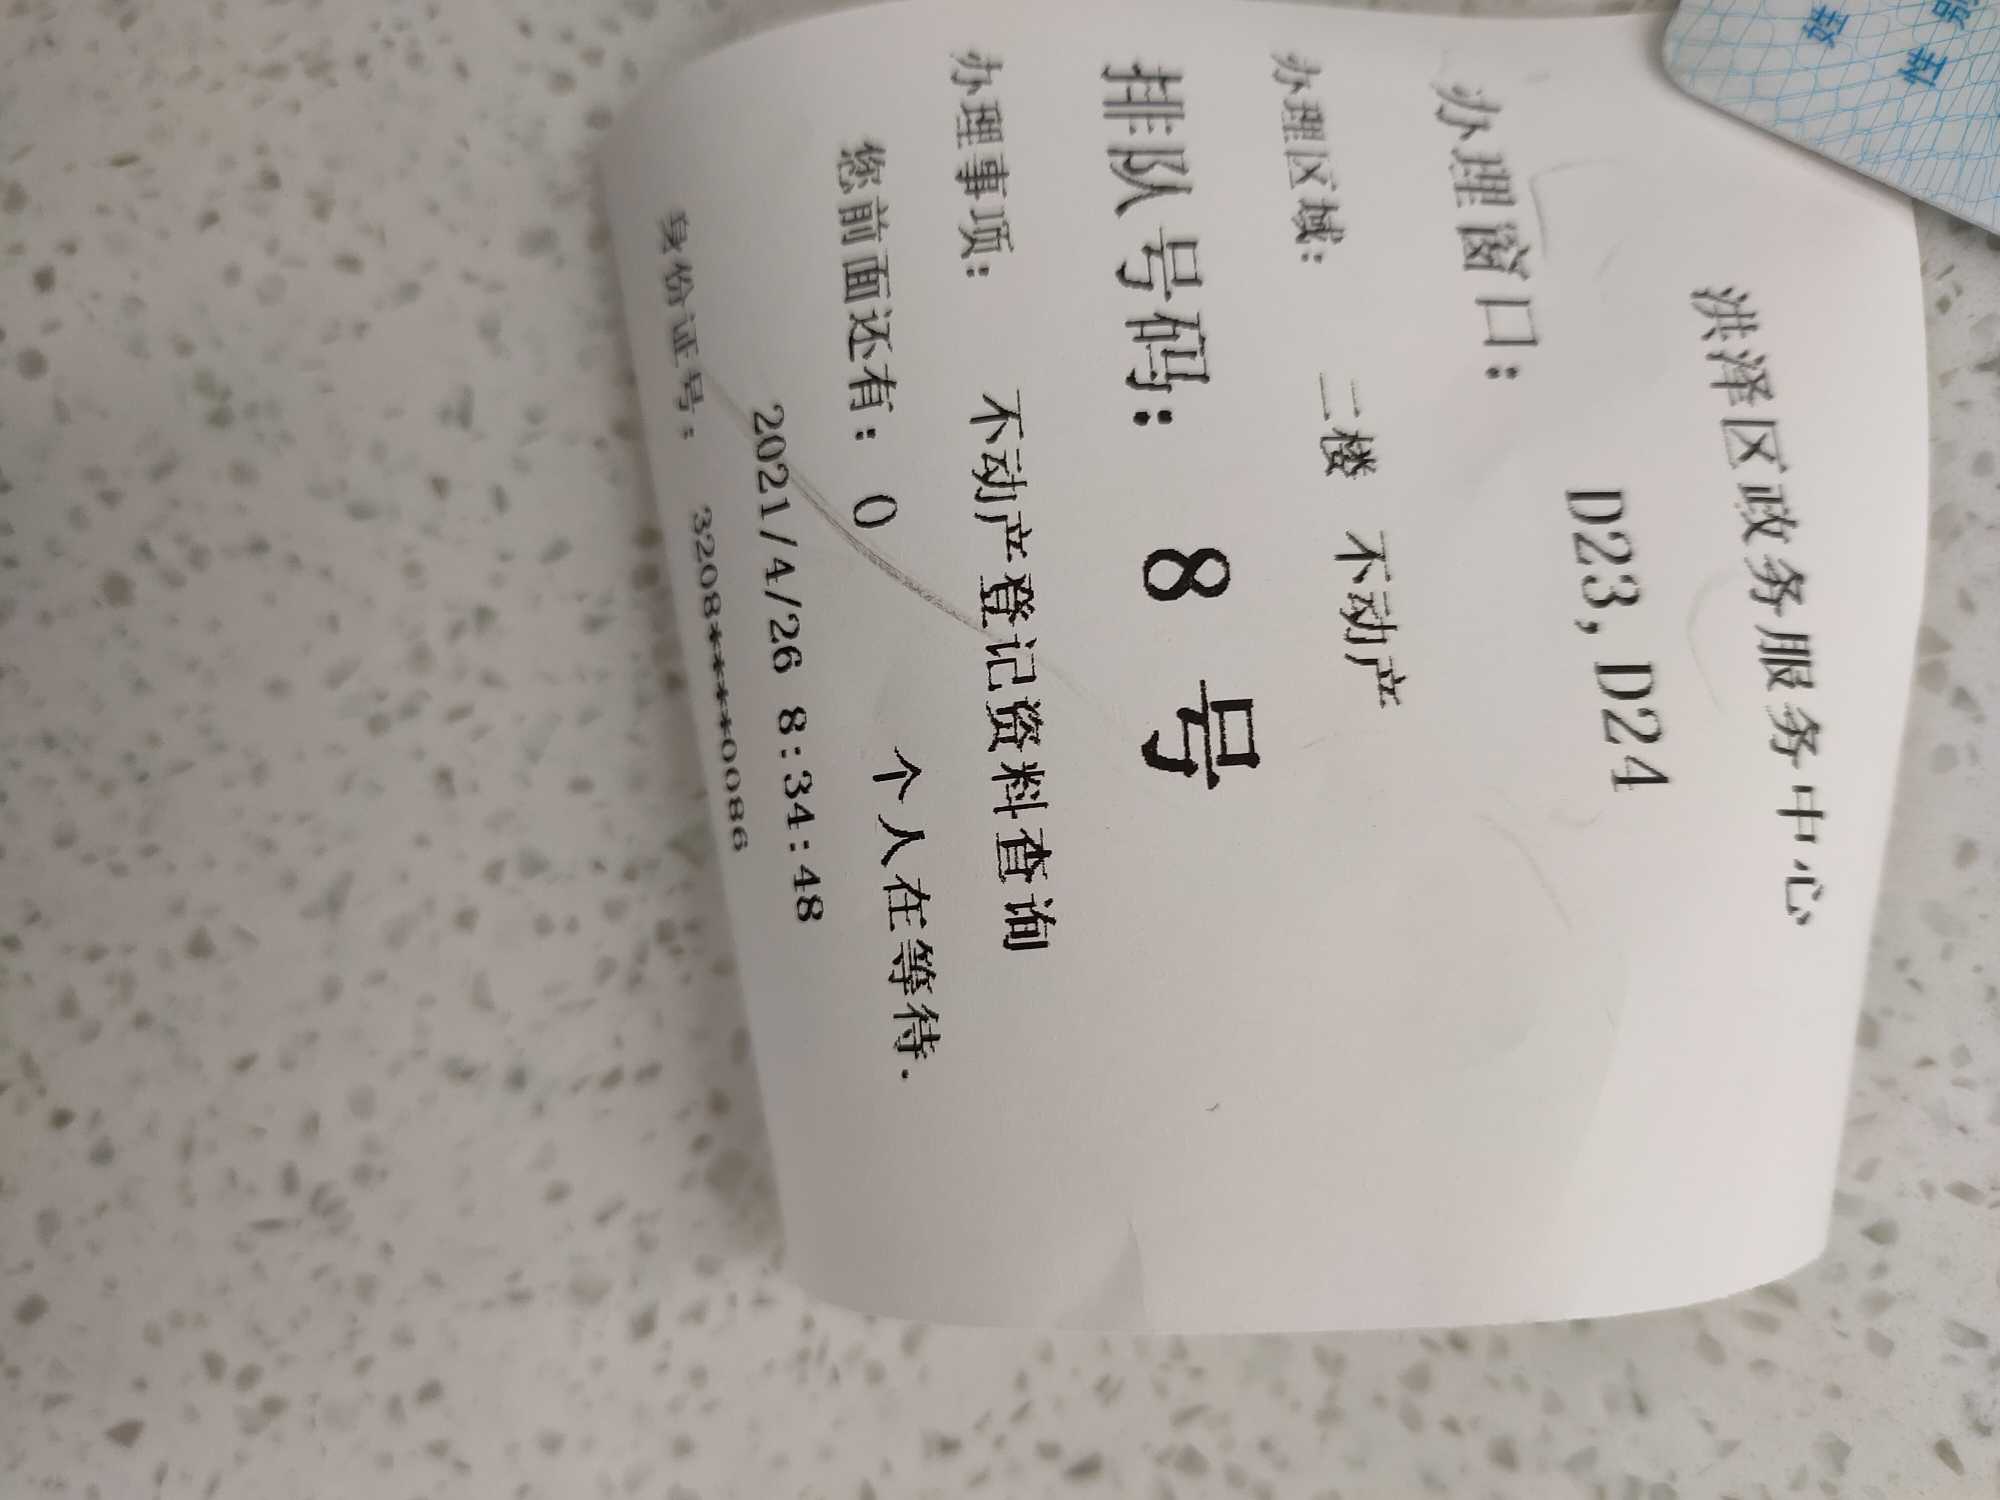 洪泽区政务服务中心
办理窗口: D23,D24
办理区域: 二楼 不动产
排队号码: 8 号
办理事项: 不动产登记资料查询
您前面还有: 0 个人在等待.
2021/4/26 8:34:48
身份证号: 3208*****0086
姓
性别